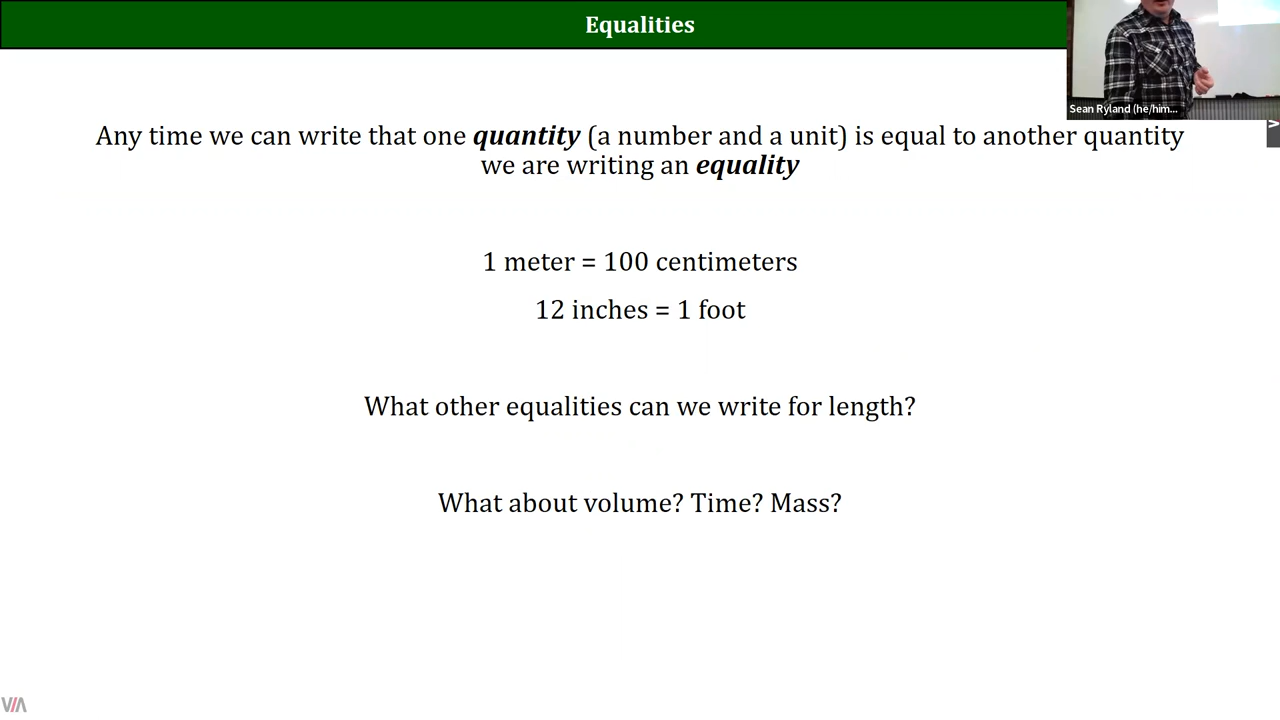 Equalities
Sean Ryland (he/him...
Any time we can write that one quantity (a number and a unit) is equal to another quantity
we are writing an equality
1 meter = 100 centimeters
12 inches = 1 foot
What other equalities can we write for length?
What about volume? Time? Mass?
VIA